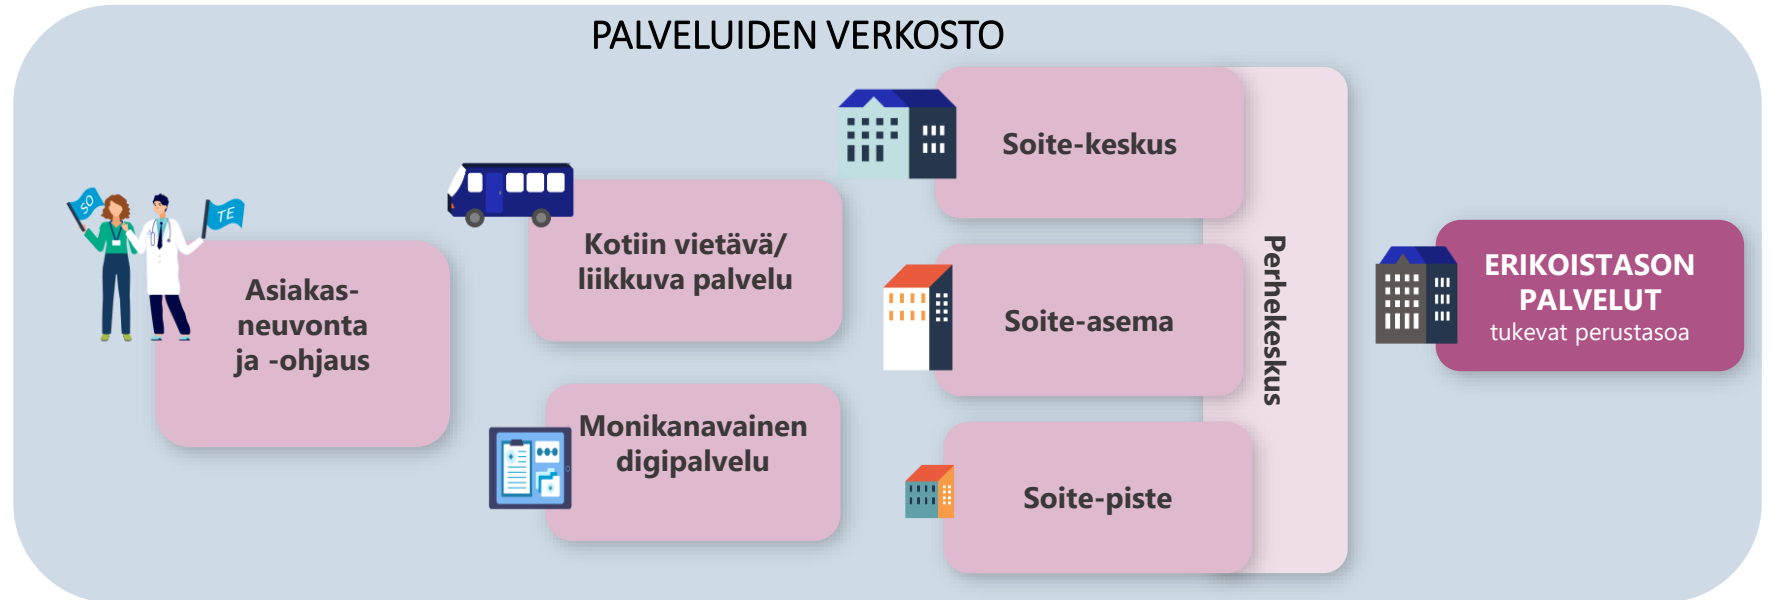 PALVELUIDEN VERKOSTO
SO
TE
Asiakas-
neuvonta
ja -ohjaus
Kotiin vietävä/
liikkuva palvelu
Monikanavainen
digipalvelu
Soite-keskus
Soite-asema
Soite-piste
Perhekeskus
ERIKOISTASON
PALVELUT
tukevat perustasoa